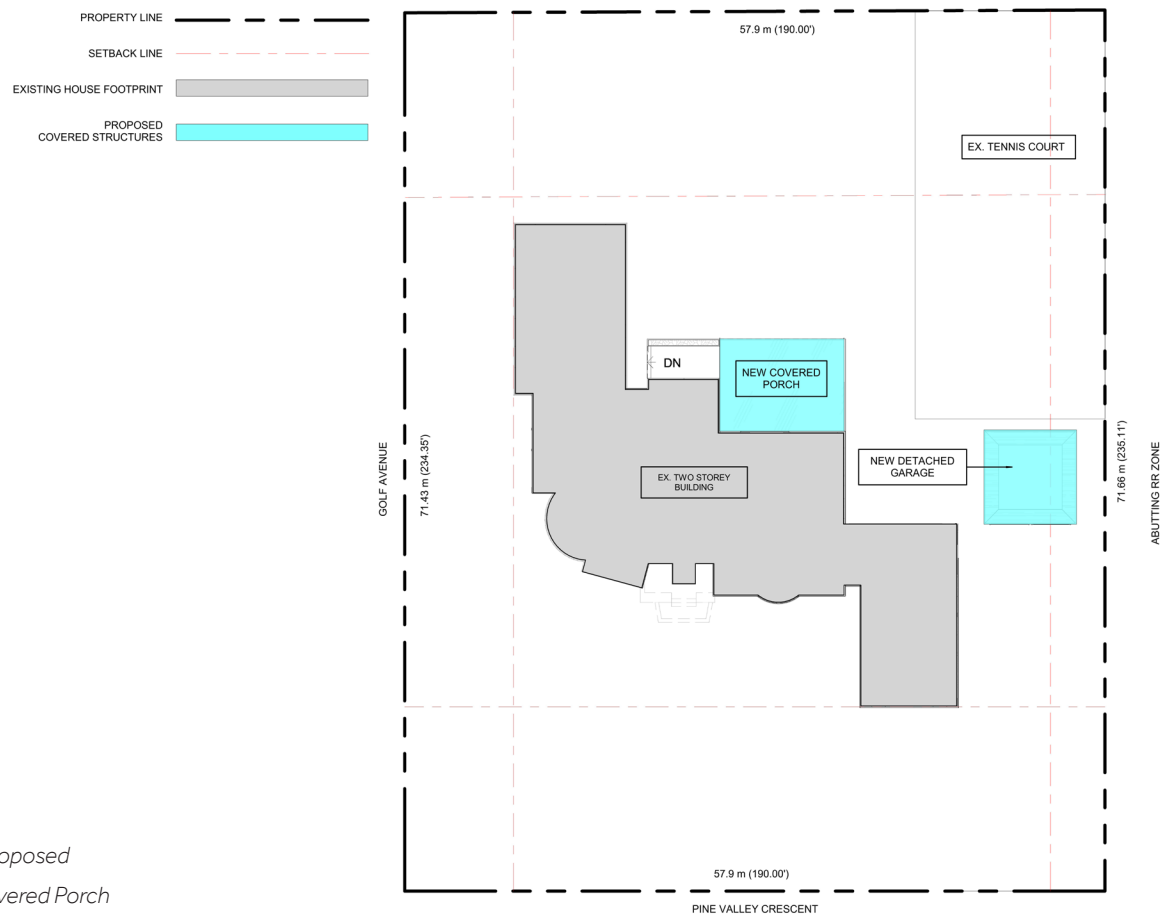 PROPERTY LINE
SETBACK LINE
EXISTING HOUSE FOOTPRINT
PROPOSED
COVERED STRUCTURES
57.9 m (190.00')
EX. TENNIS COURT
DN
NEW COVERED
PORCH
GOLF AVENUE
71.43 m (234.35')
EX. TWO STOREY
BUILDING
NEW DETACHED
GARAGE
71.66 m (235.11')
ABUTTING RR ZONE
57.9 m (190.00')
PINE VALLEY CRESCENT
oposed
vered Porch